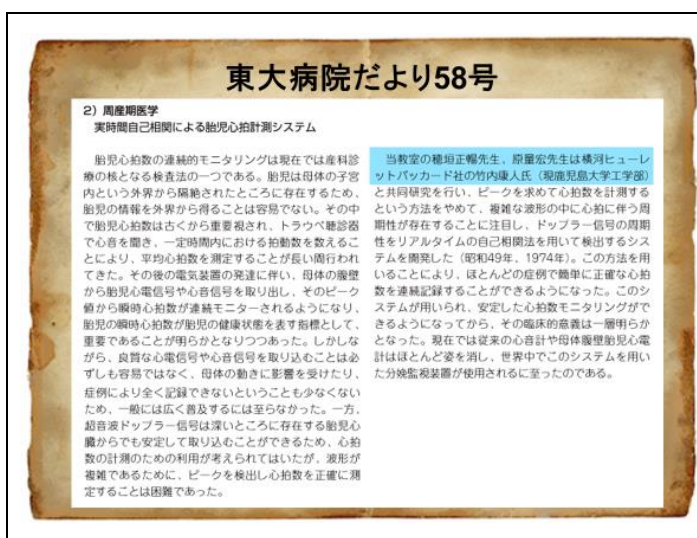 東大病院だより58号
2）周産期医学
実時間自己相関による胎児心拍計測システム
胎児心拍数の連続的モニタリングは現在では産科診
療の核となる検査法の一つである。胎児は母体の子宮
内という外界から隔絶されたところに存在するため、
胎児の情報を外界から得ることは容易でない。その中
で胎児心拍数は古くから重要視され、トラウベ聴診器
で心音を聞き、一定時間内における拍動数を数えるこ
とにより、平均心拍数を測定することが長い間行われ
てきた。その後の電気装置の発達に伴い、母体の腹壁
から胎児心電信号や心音信号を取り出し、そのピーク
値から瞬時心拍数が連続モニターされるようになり、
胎児の瞬時心拍数が胎児の健康状態を表す指標として、
重要であることが明らかとなりつつあった。しかしな
がら、良質な心電信号や心音信号を取り込むことは必
ずしも容易ではなく、母体の動きに影響を受けたり、
症例により全く記録できないということも少なくない
ため、一般には広く普及するには至らなかった。一方、
超音波ドップラー信号は深いところに存在する胎児心
臓からでも安定して取り込むことができるため、心拍
数の計測のための利用が考えられてはいたが、波形が
複雑であるために、ピークを検出し心拍数を正確に測
定することは困難であった。
当教室の穂垣正暢先生、原量宏先生は横河ヒューレ
ットパッカード社の竹内康人氏（現鹿児島大学工学部）
と共同研究を行い、ピークを求めて心拍数を計測する
という方法をやめて、複雑な波形の中に心拍に伴う周
期性が存在することに注目し、ドップラー信号の周期
性をリアルタイムの自己相関法を用いて検出するシス
テムを開発した（昭和49年、1974年）。この方法を用
いることにより、ほとんどの症例で簡単に正確な心拍
数を連続記録することができるようになった。このシ
ステムが用いられ、安定した心拍数モニタリングがで
きるようになってから、その臨床的意義は一層明らか
となった。現在では従来の心音計や母体腹壁胎児心電
計はほとんど姿を消し、世界中でこのシステムを用い
た分娩監視装置が使用されるに至ったのである。